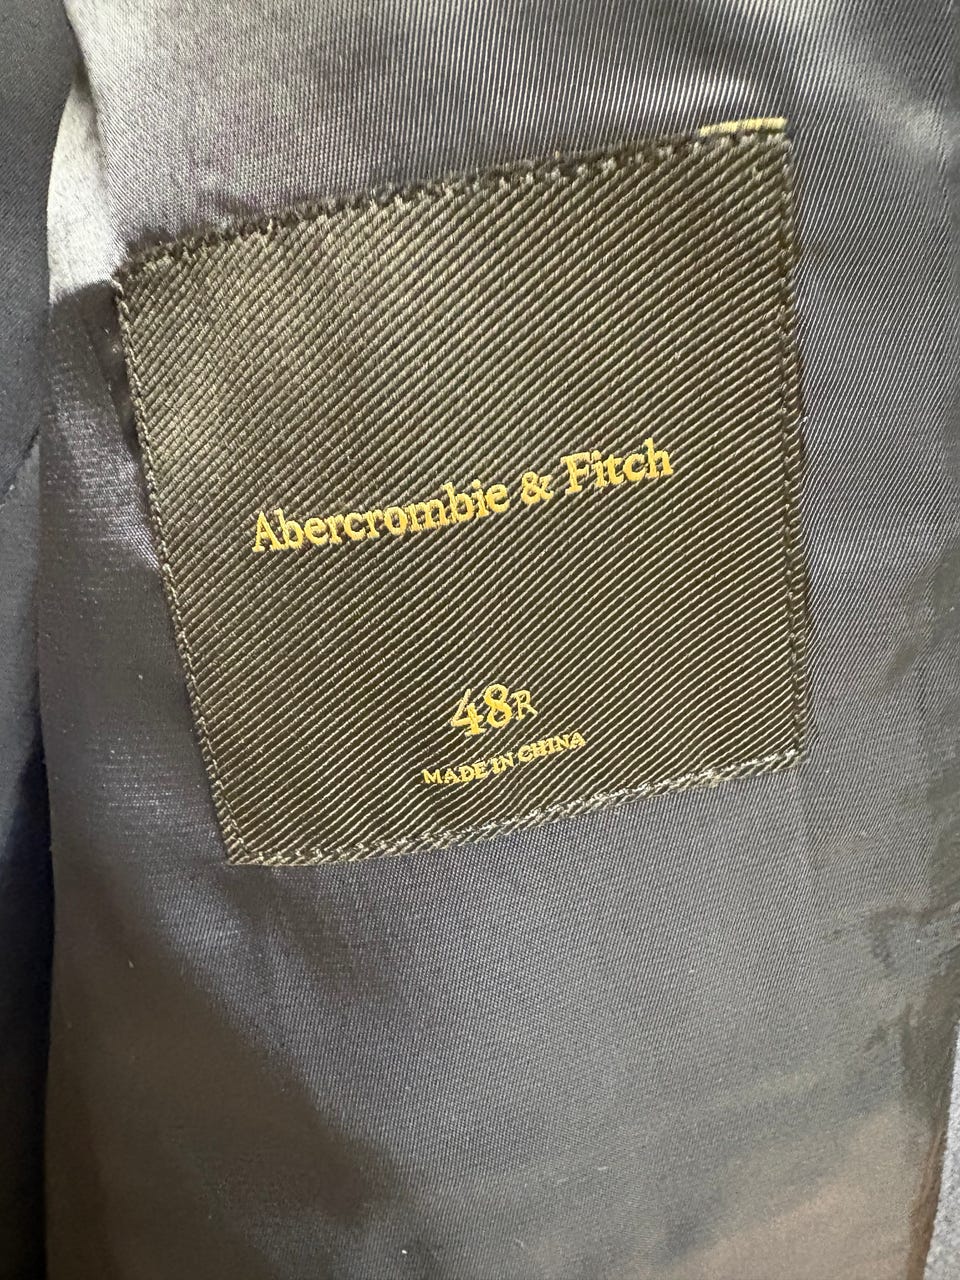 Abercrombie & Fitch
48R
MADE IN CHINA